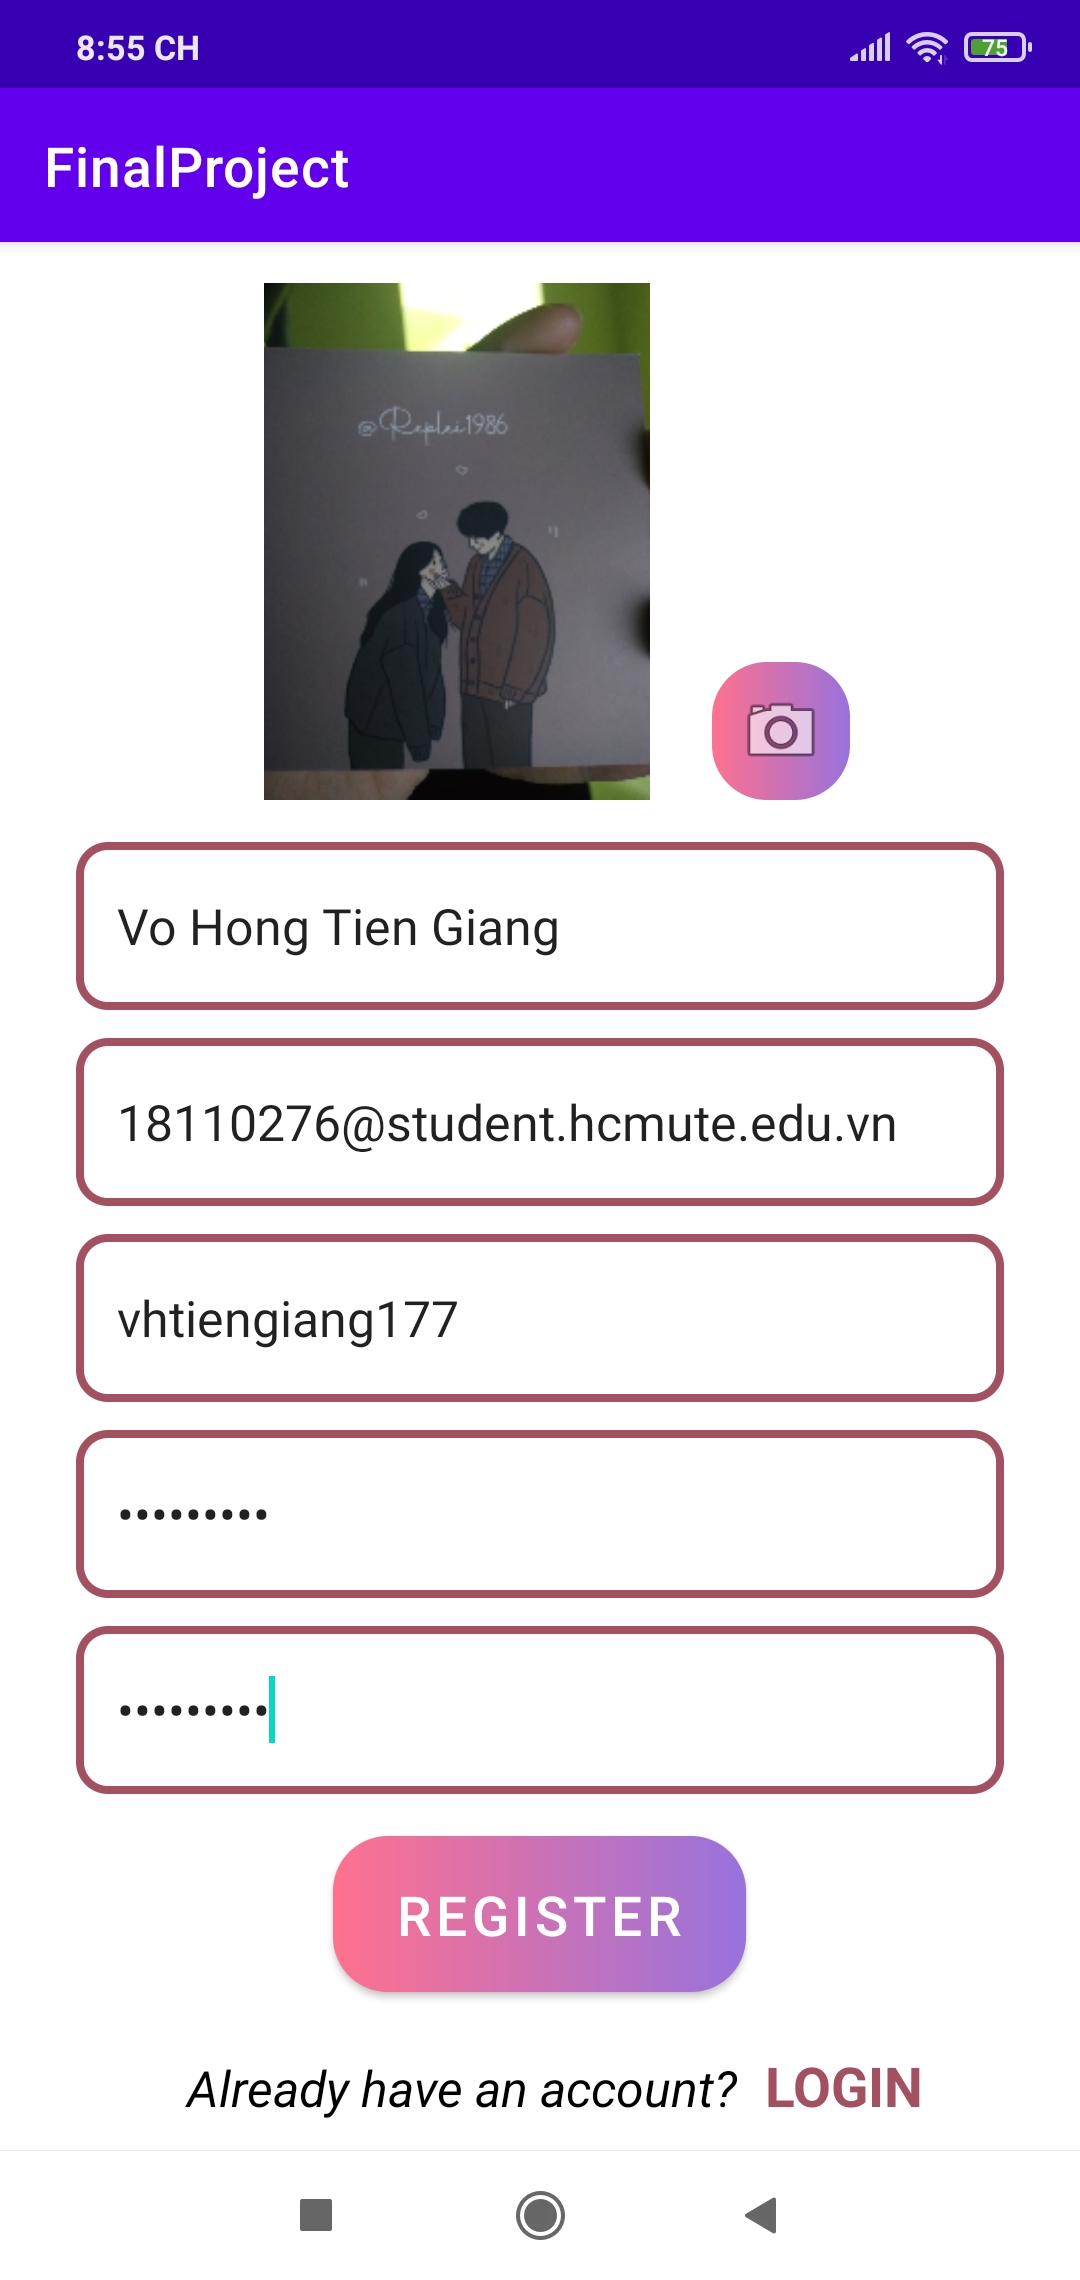 8:55 CH
75
FinalProject
@Replei1986
Vo Hong Tien Giang
18110276@student.hcmute.edu.vn
vhtiengiang177
•••••••••
•••••••••
REGISTER
Already have an account? LOGIN